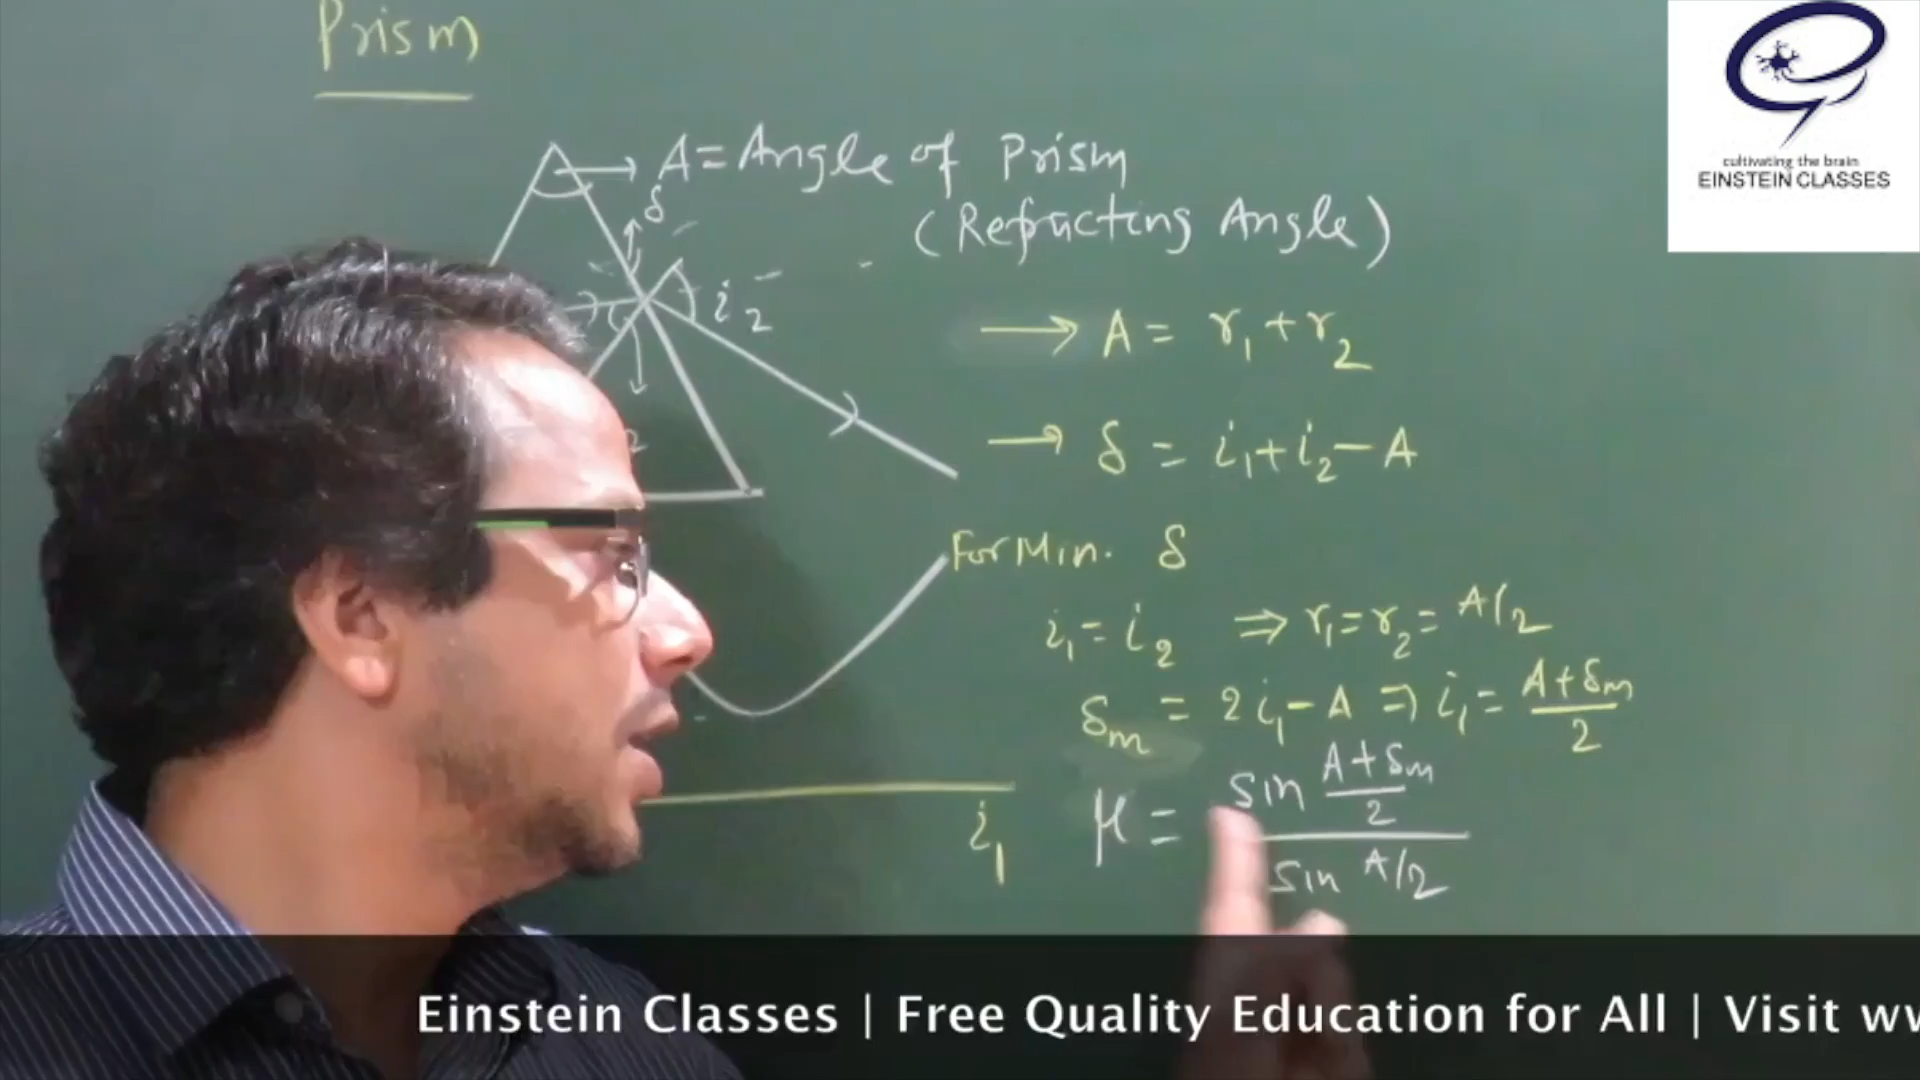 Prism
A = Angle of Prism
(Refracting Angle)
δ
i₂
→ A = r₁ + r₂
→ δ = i₁ + i₂ − A
For Min. δ
i₁ = i₂ ⇒ r₁ = r₂ = A/2
δm = 2i₁ − A ⇒ i₁ = (A + δm)/2
μ = sin (A + δm)/2 / sin A/2
i₁
cultivating the brain
EINSTEIN CLASSES
Einstein Classes | Free Quality Education for All | Visit